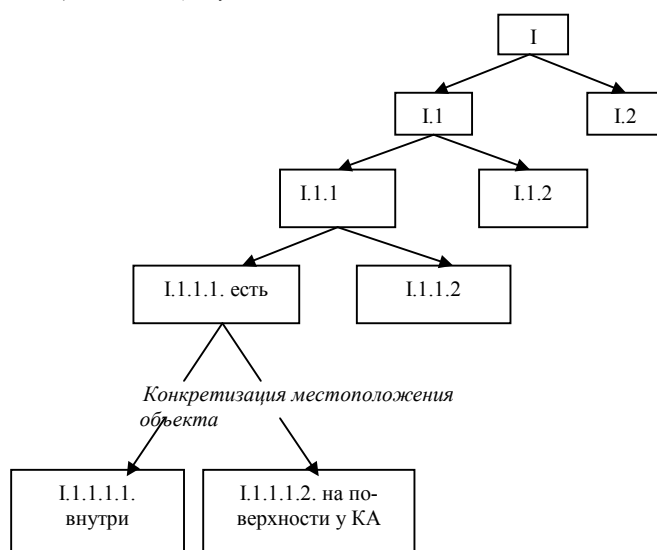 I
I.1
I.2
I.1.1
I.1.2
I.1.1.1. есть
I.1.1.2
Конкретизация местоположения
объекта
I.1.1.1.1.
внутри
I.1.1.1.2. на по-
верхности у КА